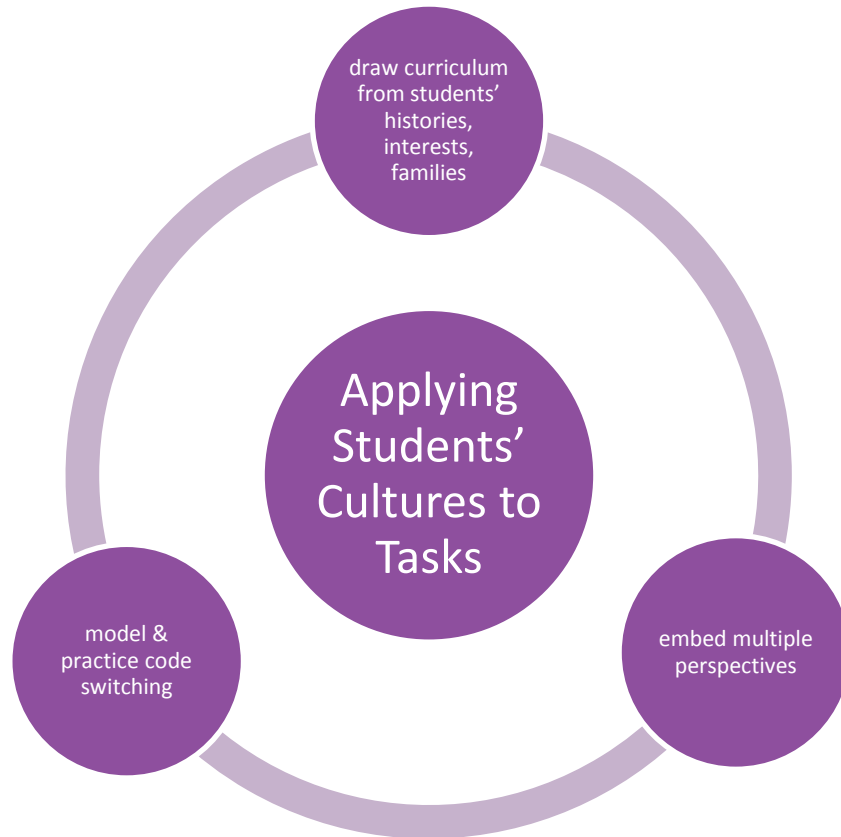 draw curriculum
from students’
histories,
interests,
families
Applying
Students’
Cultures to
Tasks
model &
practice code
switching
embed multiple
perspectives